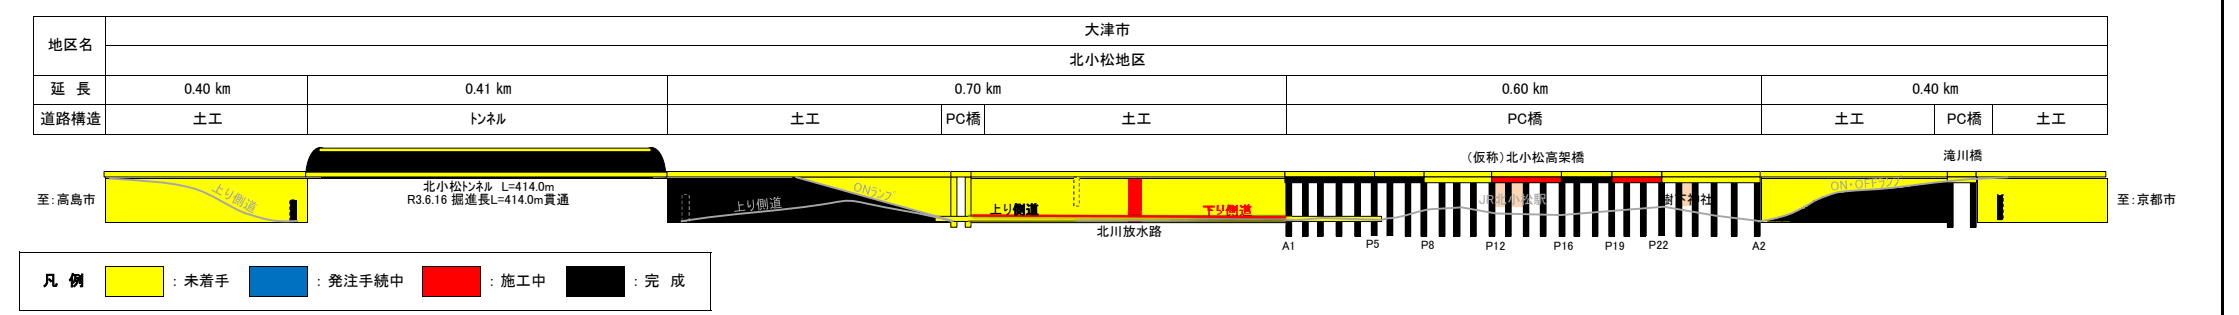 地区名 大津市
北小松地区
延 長 0.40 km 0.41 km 0.70 km 0.60 km 0.40 km
道路構造 土工 トンネル 土工 PC橋 土工 PC橋 土工 PC橋 土工
(仮称)北小松高架橋 滝川橋
至:高島市 上り側道 北小松トンネル L=414.0m
R3.6.16 掘進長L=414.0m貫通
上り側道 ONランプ 上り側道 下り側道 JR北小松駅 樹下神社 ON・OFFランプ 至:京都市
北川放水路
A1 P5 P8 P12 P16 P19 P22 A2
凡 例 :未着手 :発注手続中 :施工中 :完 成